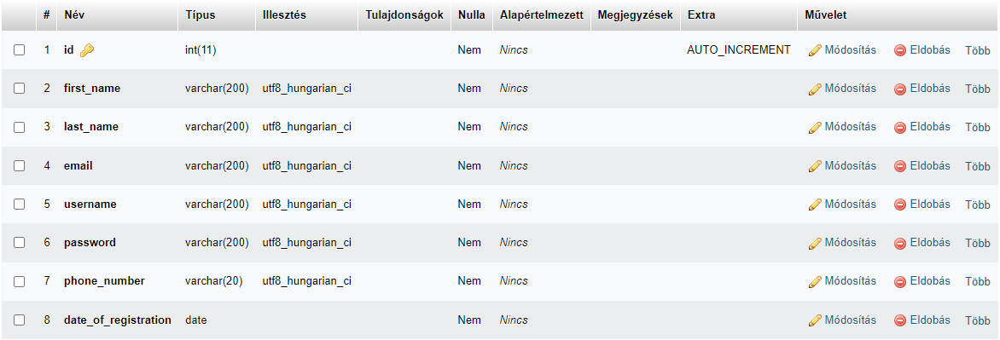 # Név Típus Illesztés Tulajdonságok Nulla Alapértelmezett Megjegyzések Extra Művelet
1 id int(11) Nem Nincs AUTO_INCREMENT Módosítás Eldobás Több
2 first_name varchar(200) utf8_hungarian_ci Nem Nincs Módosítás Eldobás Több
3 last_name varchar(200) utf8_hungarian_ci Nem Nincs Módosítás Eldobás Több
4 email varchar(200) utf8_hungarian_ci Nem Nincs Módosítás Eldobás Több
5 username varchar(200) utf8_hungarian_ci Nem Nincs Módosítás Eldobás Több
6 password varchar(200) utf8_hungarian_ci Nem Nincs Módosítás Eldobás Több
7 phone_number varchar(20) utf8_hungarian_ci Nem Nincs Módosítás Eldobás Több
8 date_of_registration date Nem Nincs Módosítás Eldobás Több